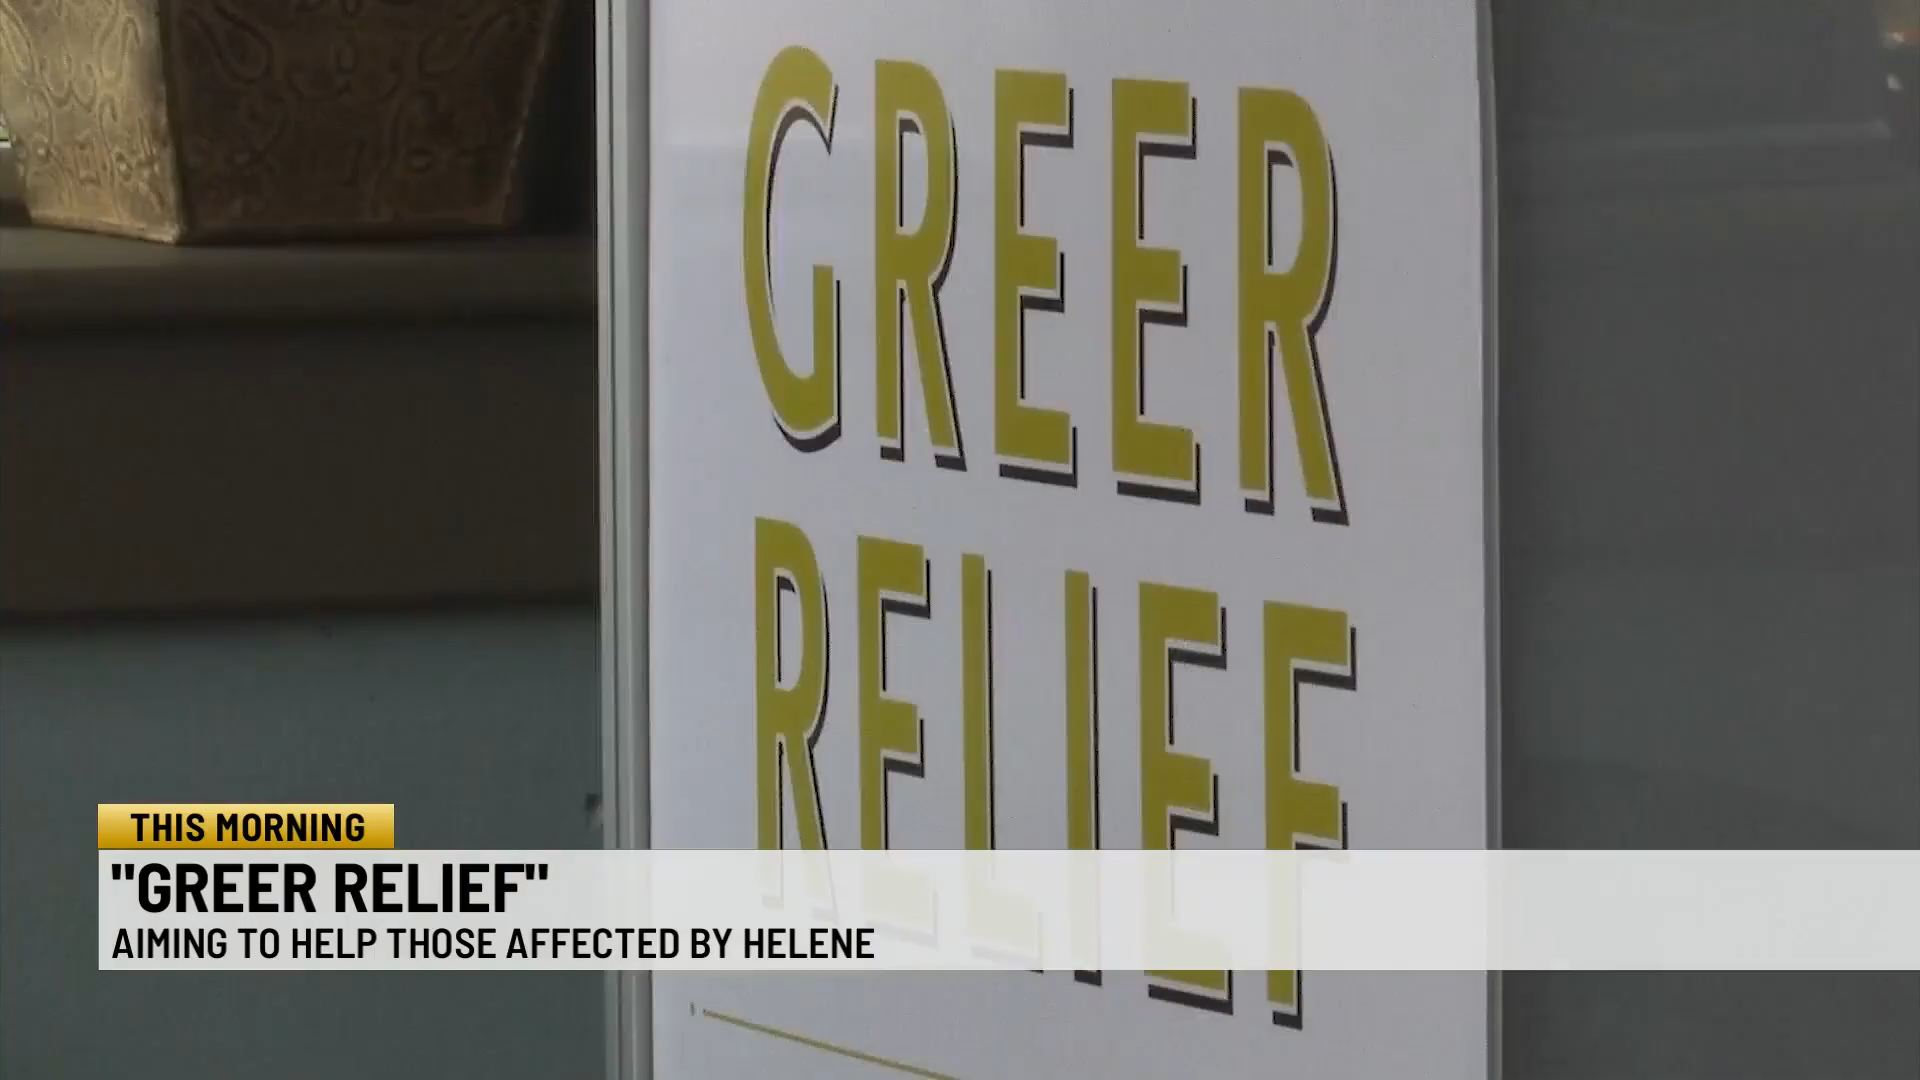 GREER
RELIEF
THIS MORNING
"GREER RELIEF"
AIMING TO HELP THOSE AFFECTED BY HELENE